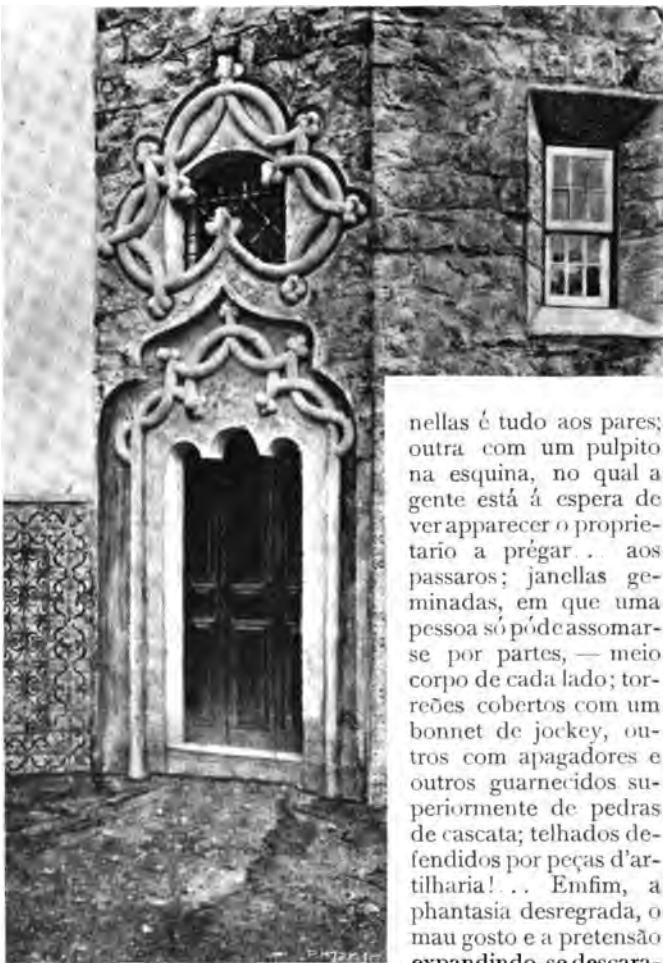 nellas é tudo aos pares;
outra com um pulpito
na esquina, no qual a
gente está á espera de
ver apparecer o proprie-
tario a prégar... aos
passaros; janellas ge-
minadas, em que uma
pessoa só póde assomar-
se por partes, — meio
corpo de cada lado; tor-
reões cobertos com um
bonnet de jockey, ou-
tros com apagadores e
outros guarnecidos su-
periormente de pedras
de cascata; telhados de-
fendidos por peças d'ar-
tilharia!... Emfim, a
phantasia desregrada, o
mau gosto e a pretensão
expandindo-se descara-